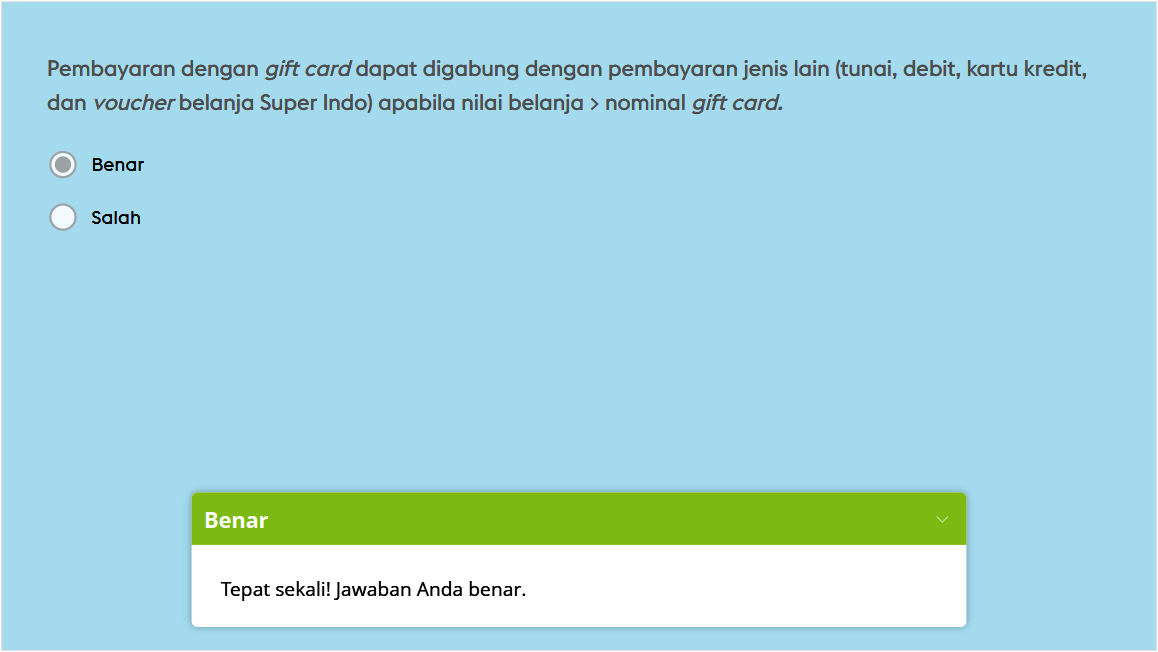 Pembayaran dengan gift card dapat digabung dengan pembayaran jenis lain (tunai, debit, kartu kredit,
dan voucher belanja Super Indo) apabila nilai belanja > nominal gift card.
Benar
Salah
Benar
Tepat sekali! Jawaban Anda benar.